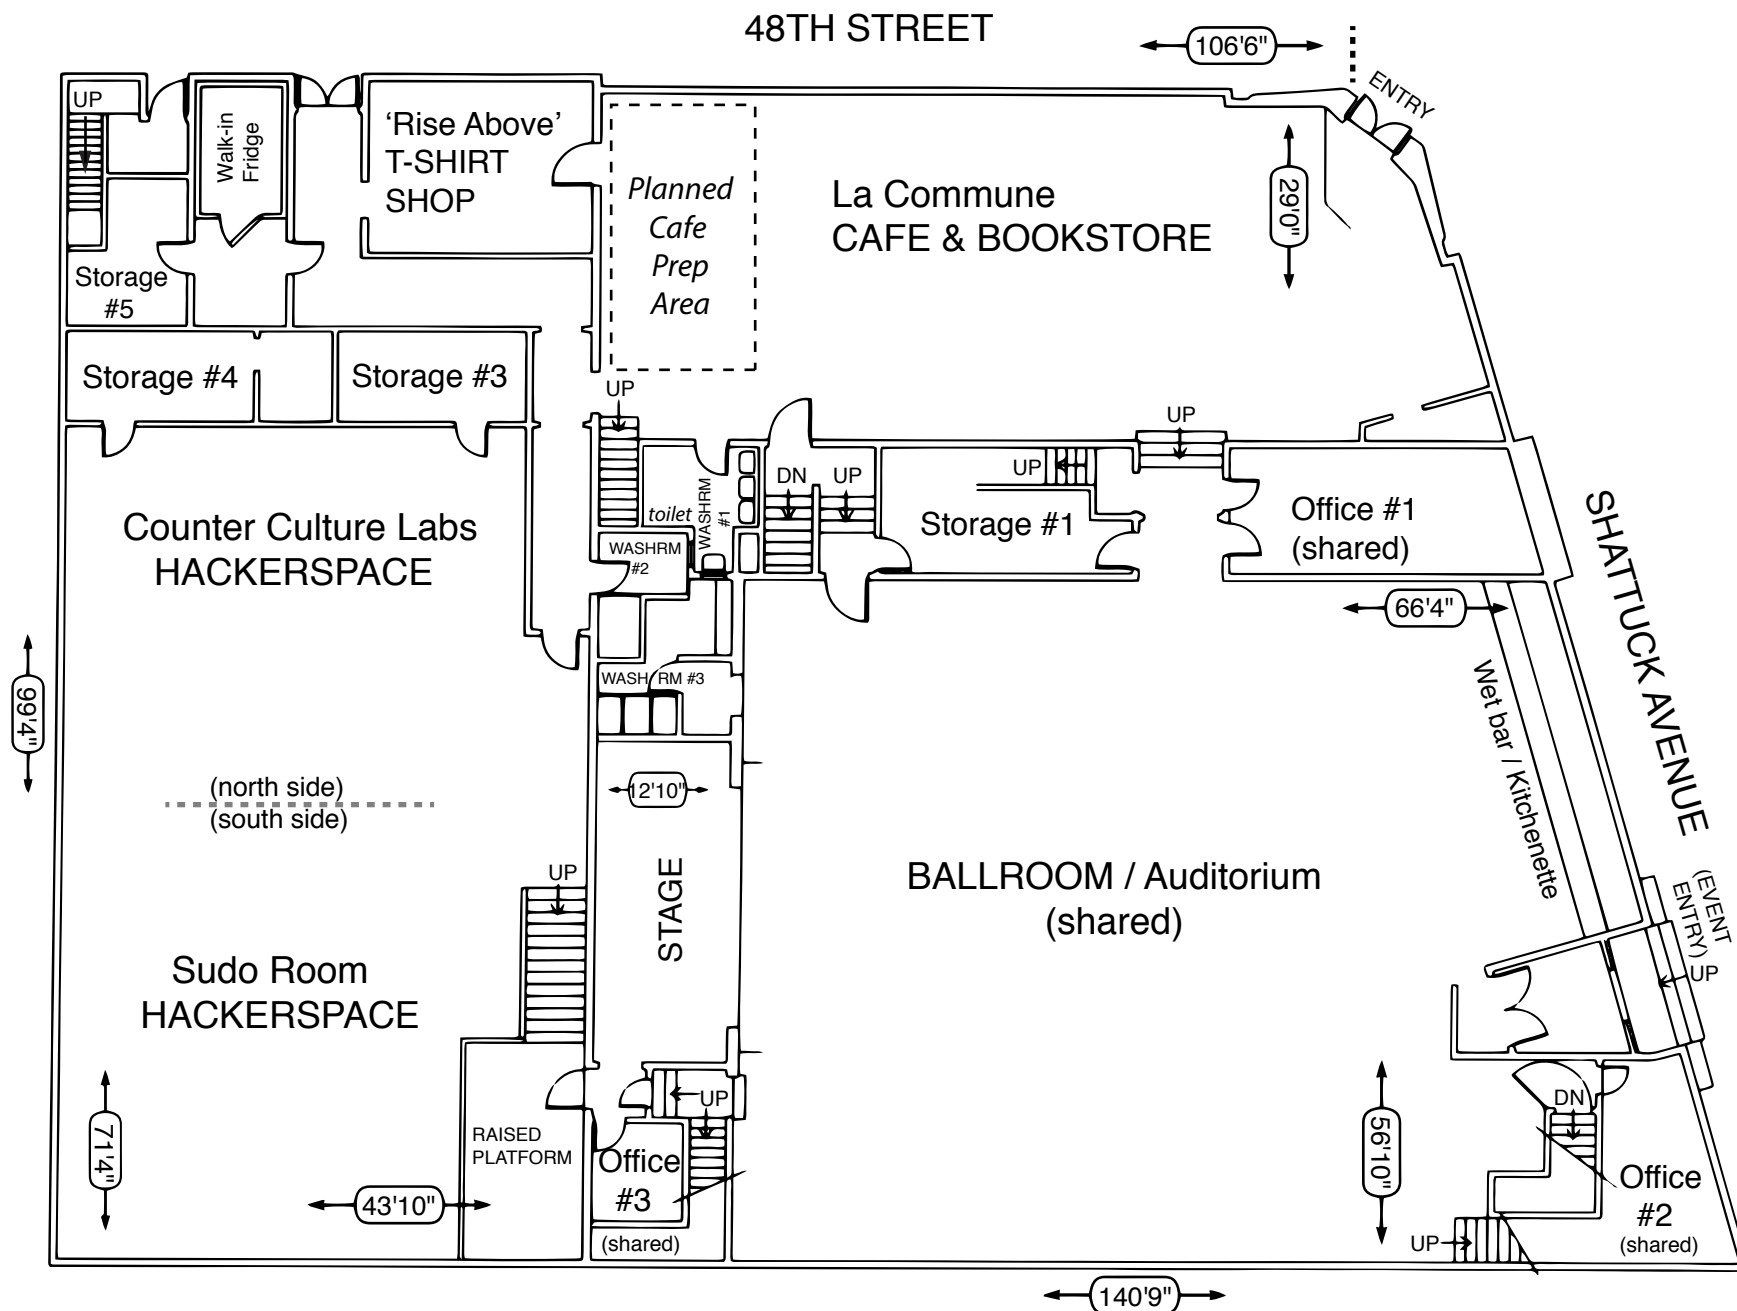 48TH STREET
106'6"
ENTRY
UP
Walk-in
Fridge
‘Rise Above’
T-SHIRT
SHOP
Planned
Cafe
Prep
Area
La Commune
CAFE & BOOKSTORE
29'0"
Storage
#5
Storage #4
Storage #3
UP
UP
toilet
WASHRM
#1
WASHRM
#2
DN
UP
UP
Storage #1
Office #1
(shared)
SHATTUCK AVENUE
Counter Culture Labs
HACKERSPACE
66'4"
WASH RM #3
Wet bar / Kitchenette
99'4"
(north side)
(south side)
12'10"
STAGE
BALLROOM / Auditorium
(shared)
UP
(EVENT
ENTRY)
UP
Sudo Room
HACKERSPACE
71'4"
43'10"
RAISED
PLATFORM
UP
Office
#3
(shared)
56'10"
DN
Office
#2
(shared)
UP
140'9"